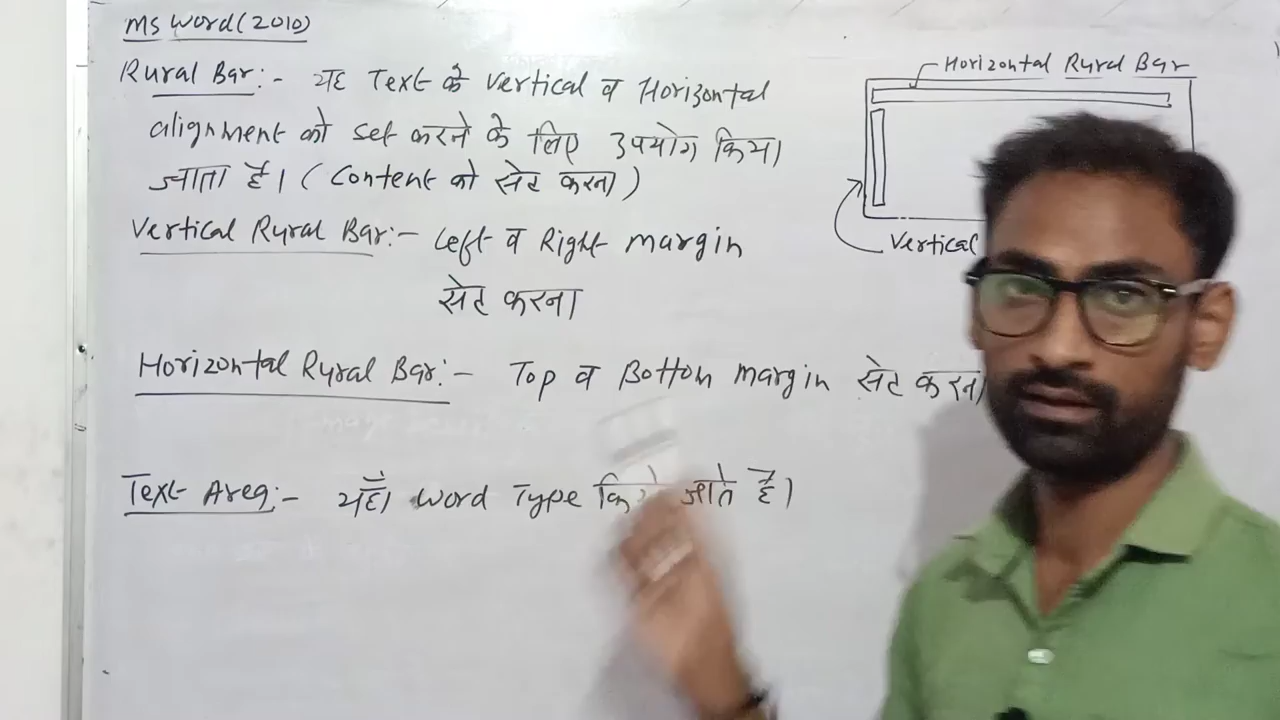 MS Word (2010)
Rural Bar:- यह Text के Vertical व Horizontal
alignment को set करने के लिए उपयोग किया
जाता है। (Content को सेट करना)
Vertical Rural Bar:- Left व Right margin
सेट करना
Horizontal Rural Bar:- Top व Bottom margin सेट करना
Text Area:- यहाँ Word Type किये जाते है।
Horizontal Rural Bar
Vertical